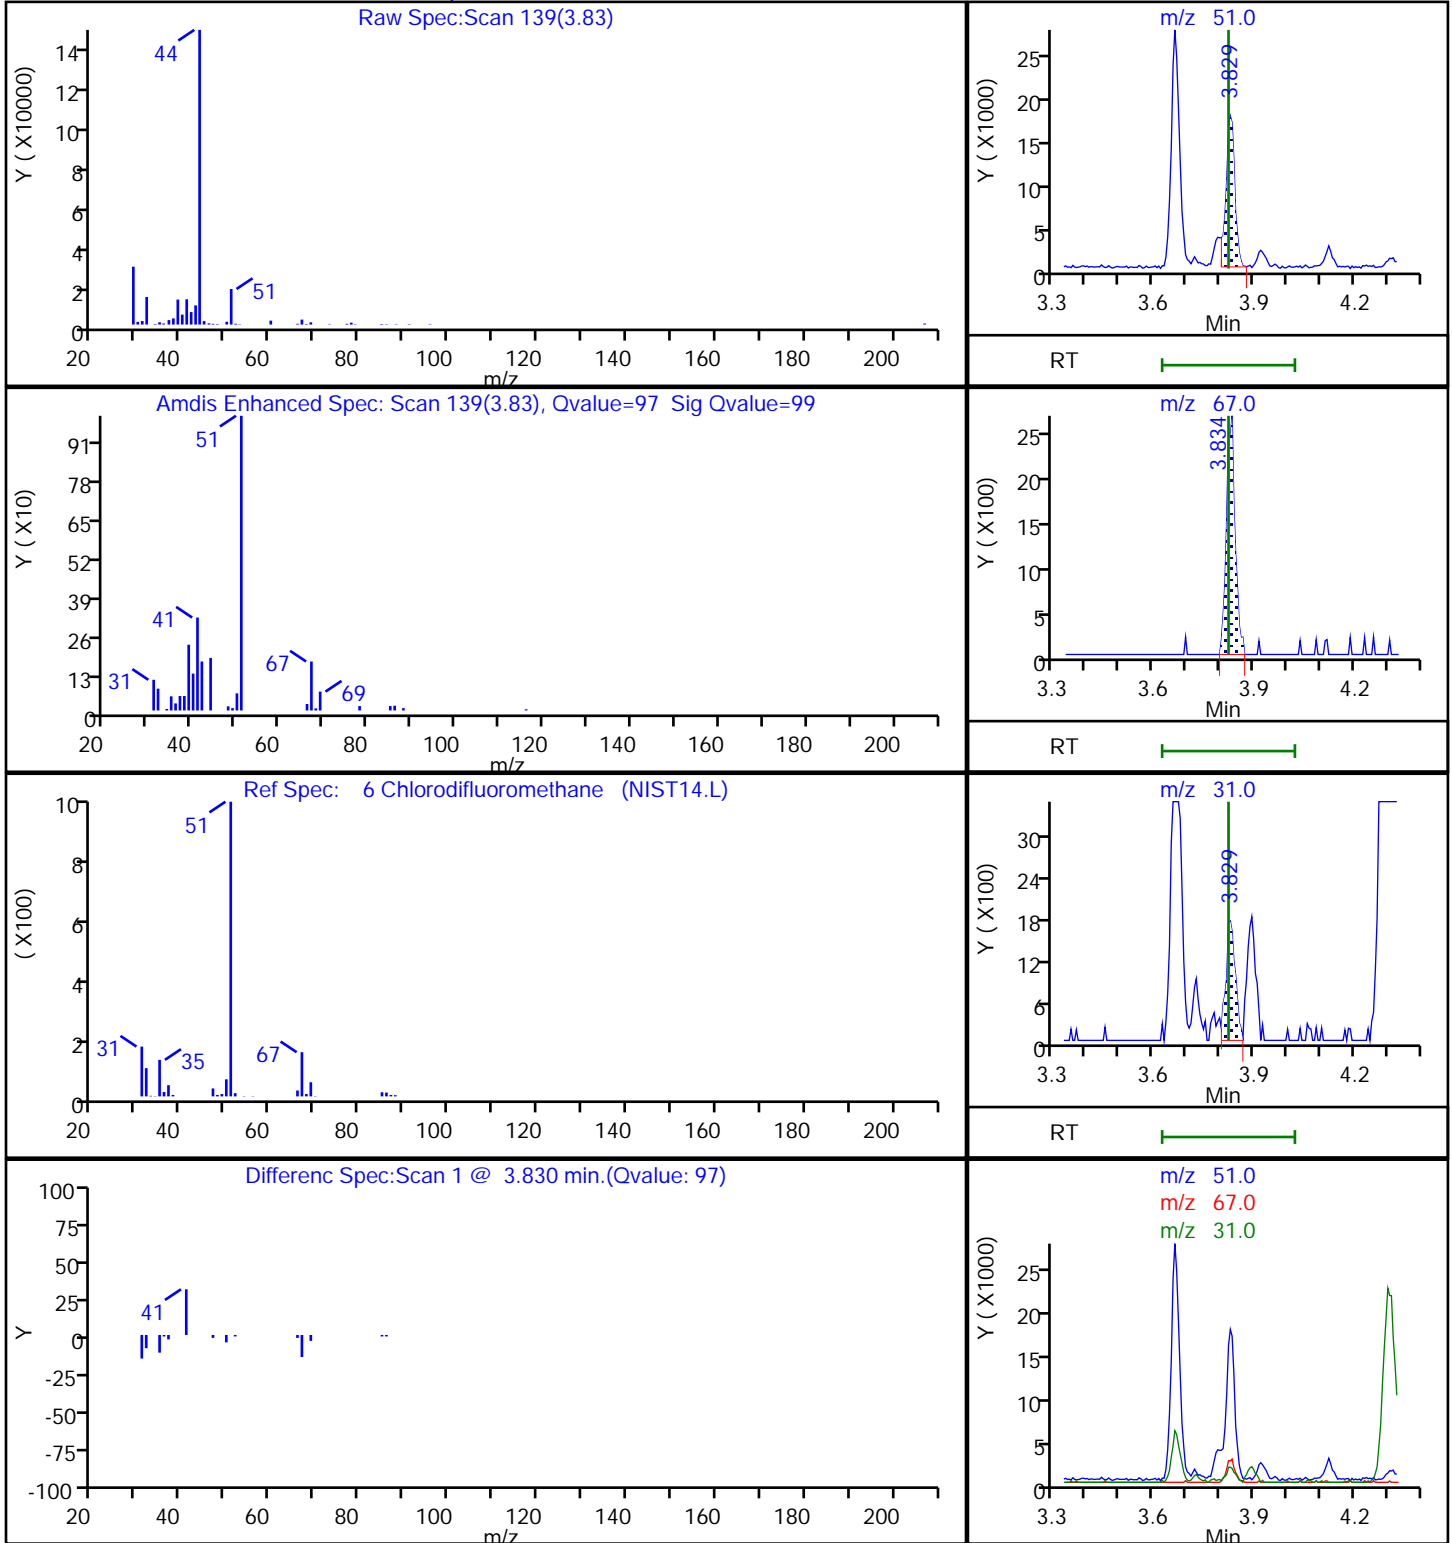 Raw Spec:Scan 139(3.83)
Y ( X10000)
14
12
10
8
6
4
2
0
44
51
20 40 60 80 100 120 140 160 180 200
m/z
m/z 51.0
Y ( X1000)
25
20
15
10
5
0
3.829
3.3 3.6 3.9 4.2
Min
RT
Amdis Enhanced Spec: Scan 139(3.83), Qvalue=97 Sig Qvalue=99
Y ( X10)
91
78
65
52
39
26
13
0
51
41
31
67
69
20 40 60 80 100 120 140 160 180 200
m/z
m/z 67.0
Y ( X100)
25
20
15
10
5
0
3.834
3.3 3.6 3.9 4.2
Min
RT
Ref Spec: 6 Chlorodifluoromethane (NIST14.L)
( X100)
10
8
6
4
2
0
51
31
35
67
20 40 60 80 100 120 140 160 180 200
m/z 31.0
Y ( X100)
30
24
18
12
6
0
3.829
3.3 3.6 3.9 4.2
Min
RT
Differenc Spec:Scan 1 @ 3.830 min.(Qvalue: 97)
Y
100
75
50
25
0
-25
-50
-75
-100
41
20 40 60 80 100 120 140 160 180 200
m/z
m/z 51.0
m/z 67.0
m/z 31.0
Y ( X1000)
25
20
15
10
5
0
3.3 3.6 3.9 4.2
Min